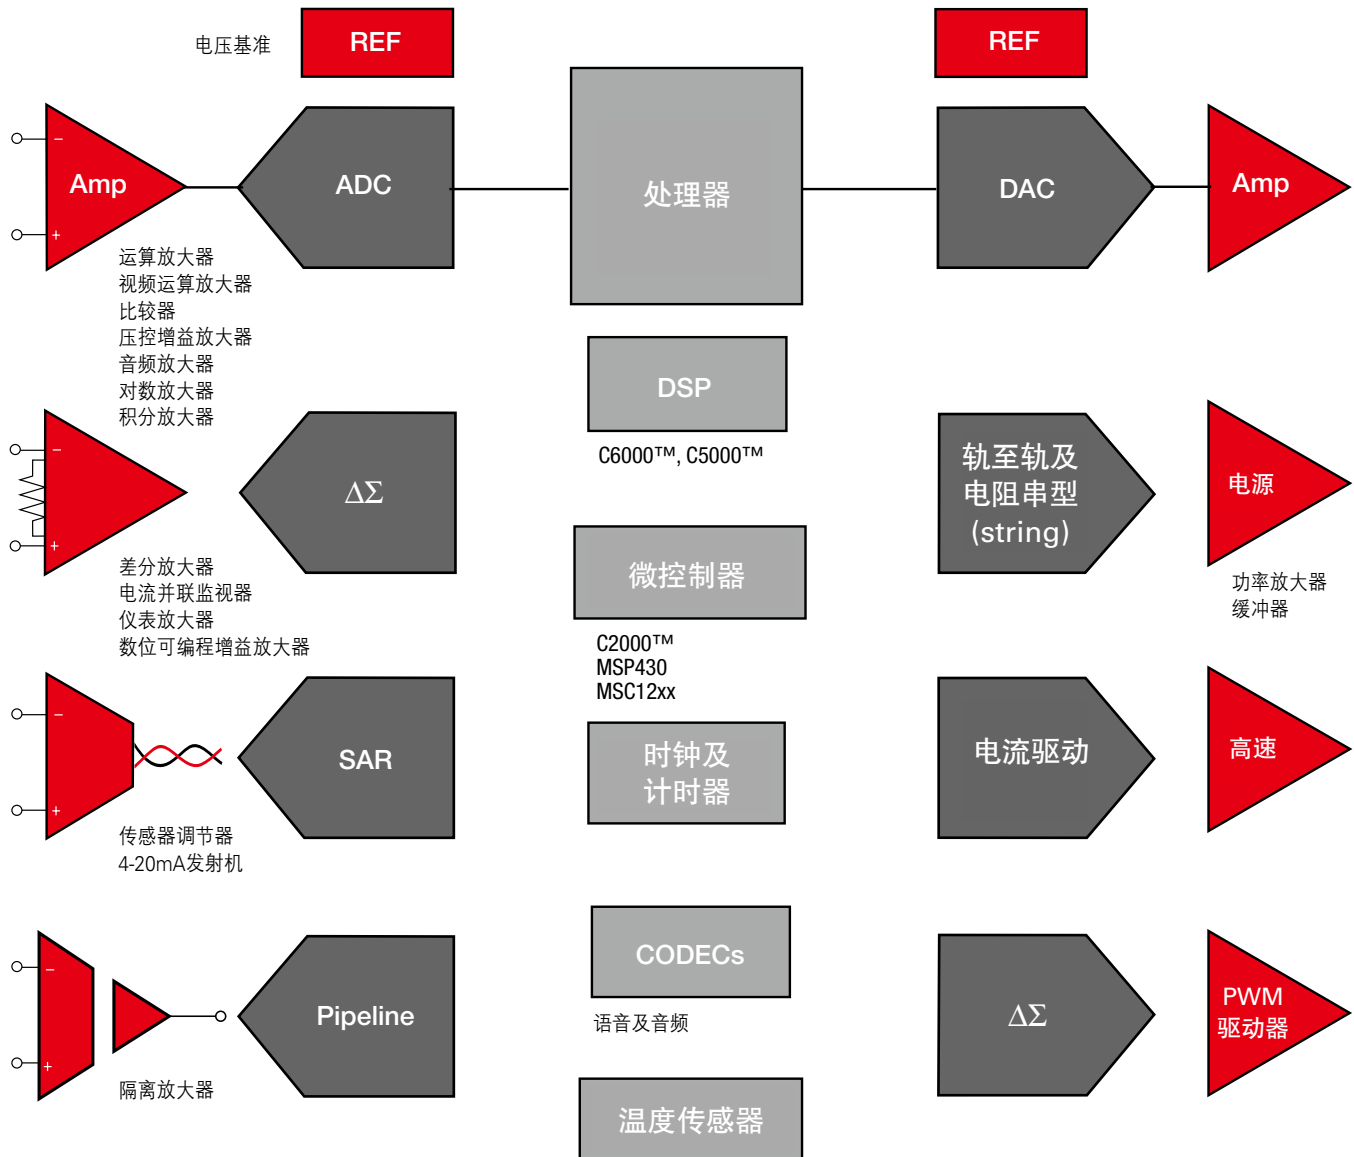 电压基准
REF
REF
Amp
ADC
处理器
DAC
Amp
运算放大器
视频运算放大器
比较器
压控增益放大器
音频放大器
对数放大器
积分放大器
DSP
C6000™, C5000™
ΔΣ
轨至轨及
电阻串型
(string)
电源
功率放大器
缓冲器
差分放大器
电流并联监视器
仪表放大器
数位可编程增益放大器
微控制器
C2000™
MSP430
MSC12xx
SAR
时钟及
计时器
电流驱动
高速
传感器调节器
4-20mA发射机
Pipeline
CODECs
语音及音频
ΔΣ
PWM
驱动器
隔离放大器
温度传感器